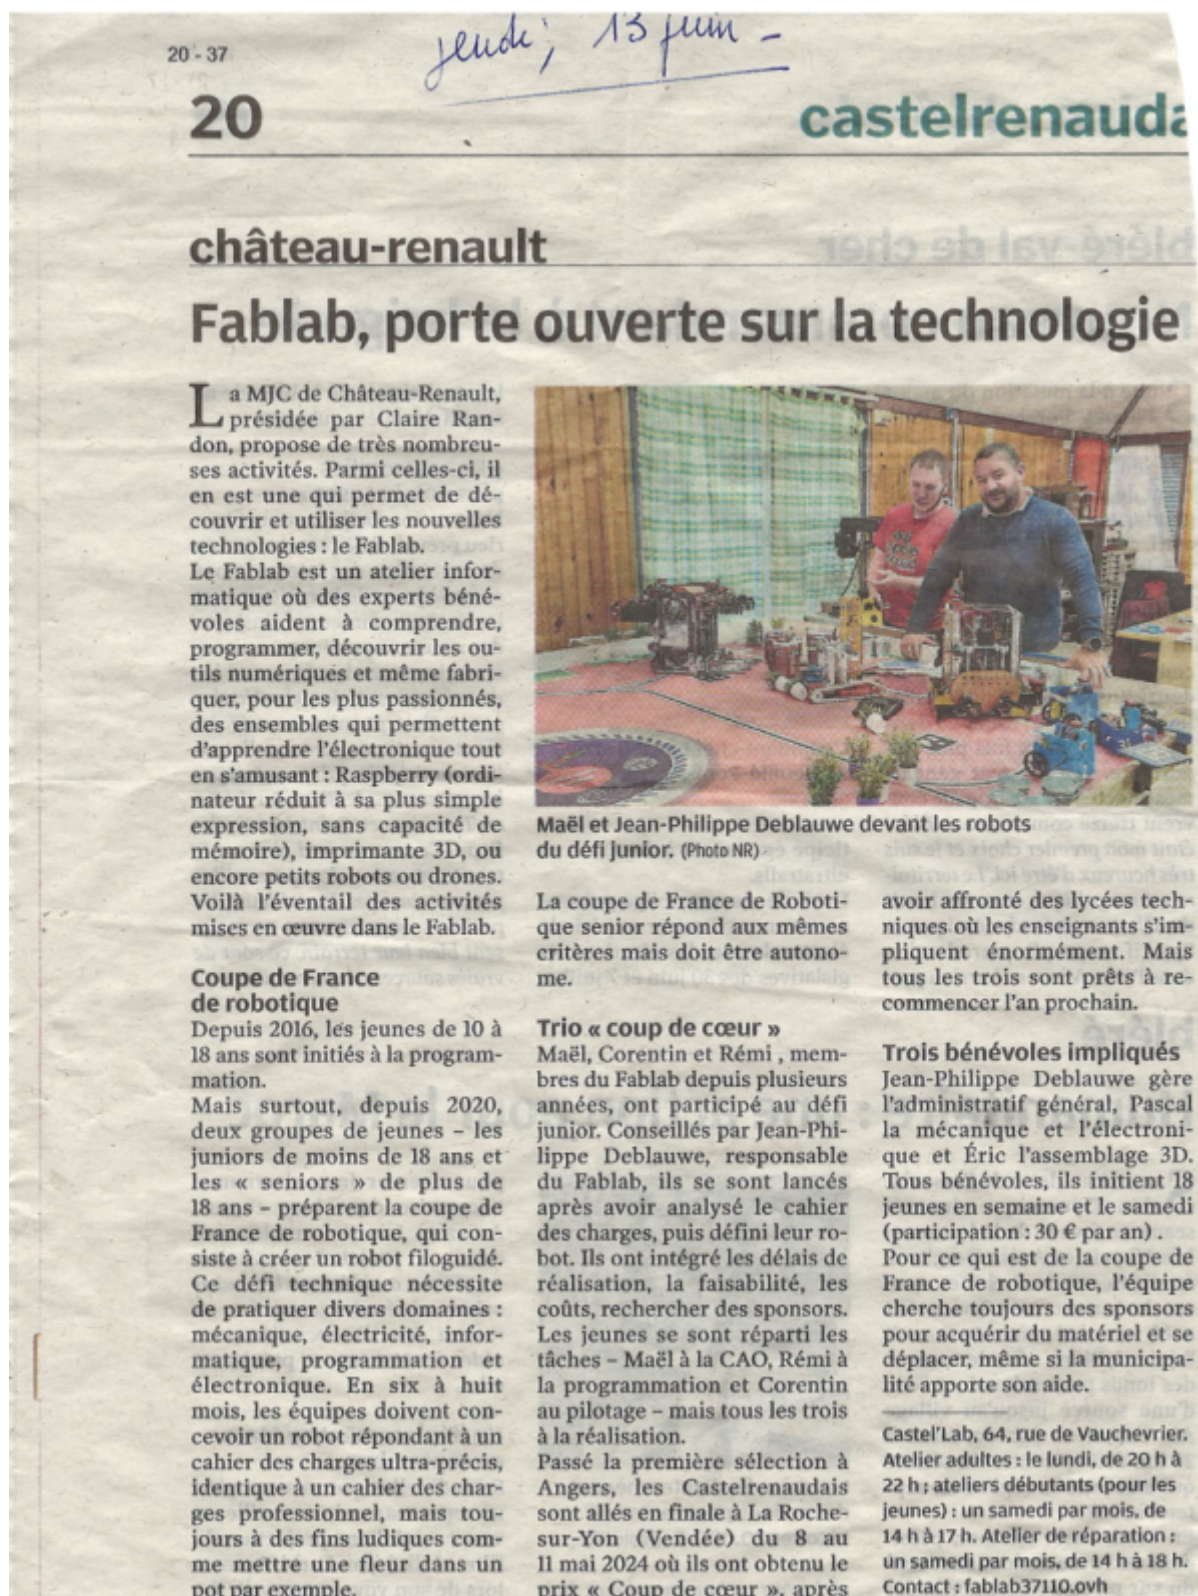 jeudi, 13 juin -
20 - 37
20
castelrenauda
château-renault
Fablab, porte ouverte sur la technologie
La MJC de Château-Renault,
présidée par Claire Ran-
don, propose de très nombreu-
ses activités. Parmi celles-ci, il
en est une qui permet de dé-
couvrir et utiliser les nouvelles
technologies : le Fablab.
Le Fablab est un atelier infor-
matique où des experts béné-
voles aident à comprendre,
programmer, découvrir les ou-
tils numériques et même fabri-
quer, pour les plus passionnés,
des ensembles qui permettent
d'apprendre l'électronique tout
en s'amusant : Raspberry (ordi-
nateur réduit à sa plus simple
expression, sans capacité de
mémoire), imprimante 3D, ou
encore petits robots ou drones.
Voilà l'éventail des activités
mises en œuvre dans le Fablab.
Coupe de France
de robotique
Depuis 2016, les jeunes de 10 à
18 ans sont initiés à la program-
mation.
Mais surtout, depuis 2020,
deux groupes de jeunes – les
juniors de moins de 18 ans et
les « seniors » de plus de
18 ans – préparent la coupe de
France de robotique, qui con-
siste à créer un robot filoguidé.
Ce défi technique nécessite
de pratiquer divers domaines :
mécanique, électricité, infor-
matique, programmation et
électronique. En six à huit
mois, les équipes doivent con-
cevoir un robot répondant à un
cahier des charges ultra-précis,
identique à un cahier des char-
ges professionnel, mais tou-
jours à des fins ludiques com-
me mettre une fleur dans un
pot par exemple.
Maël et Jean-Philippe Deblauwe devant les robots
du défi junior. (Photo NR)
La coupe de France de Roboti-
que senior répond aux mêmes
critères mais doit être autono-
me.
Trio « coup de cœur »
Maël, Corentin et Rémi , mem-
bres du Fablab depuis plusieurs
années, ont participé au défi
junior. Conseillés par Jean-Phi-
lippe Deblauwe, responsable
du Fablab, ils se sont lancés
après avoir analysé le cahier
des charges, puis défini leur ro-
bot. Ils ont intégré les délais de
réalisation, la faisabilité, les
coûts, rechercher des sponsors.
Les jeunes se sont réparti les
tâches – Maël à la CAO, Rémi à
la programmation et Corentin
au pilotage – mais tous les trois
à la réalisation.
Passé la première sélection à
Angers, les Castelrenaudais
sont allés en finale à La Roche-
sur-Yon (Vendée) du 8 au
11 mai 2024 où ils ont obtenu le
prix « Coup de cœur », après
avoir affronté des lycées tech-
niques où les enseignants s'im-
pliquent énormément. Mais
tous les trois sont prêts à re-
commencer l'an prochain.
Trois bénévoles impliqués
Jean-Philippe Deblauwe gère
l'administratif général, Pascal
la mécanique et l'électroni-
que et Éric l'assemblage 3D.
Tous bénévoles, ils initient 18
jeunes en semaine et le samedi
(participation : 30 € par an) .
Pour ce qui est de la coupe de
France de robotique, l'équipe
cherche toujours des sponsors
pour acquérir du matériel et se
déplacer, même si la municipa-
lité apporte son aide.
Castel'Lab, 64, rue de Vauchevrier.
Atelier adultes : le lundi, de 20 h à
22 h ; ateliers débutants (pour les
jeunes) : un samedi par mois, de
14 h à 17 h. Atelier de réparation :
un samedi par mois, de 14 h à 18 h.
Contact : fablab37110.ovh